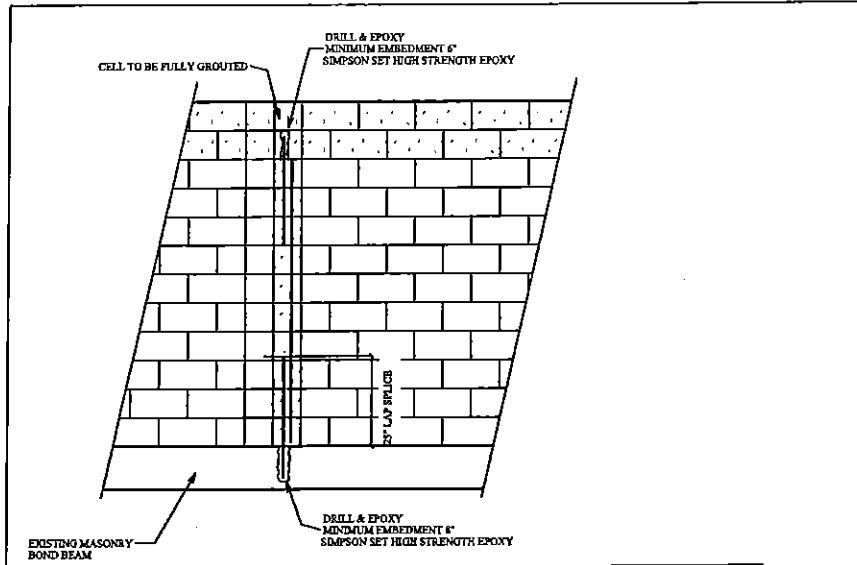 DRILL & EPOXY
MINIMUM EMBEDMENT 6"
SIMPSON SET HIGH STRENGTH EPOXY
CELL TO BE FULLY GROUTED
25" LAP SPLICE
DRILL & EPOXY
MINIMUM EMBEDMENT 6"
SIMPSON SET HIGH STRENGTH EPOXY
EXISTING MASONRY
BOND BEAM